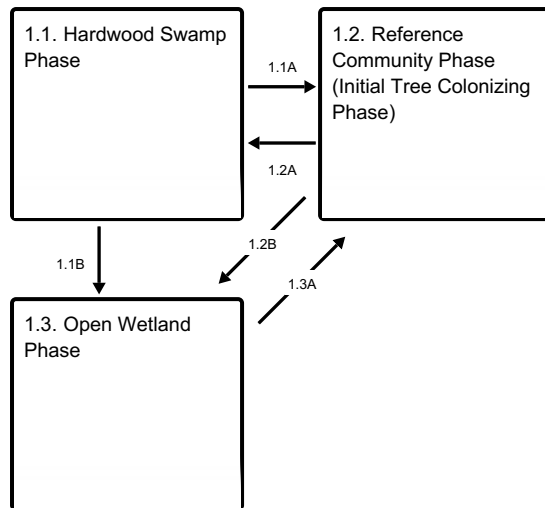 1.1. Hardwood Swamp
Phase
1.1A
1.2. Reference
Community Phase
(Initial Tree Colonizing
Phase)
1.2A
1.1B
1.2B
1.3A
1.3. Open Wetland
Phase